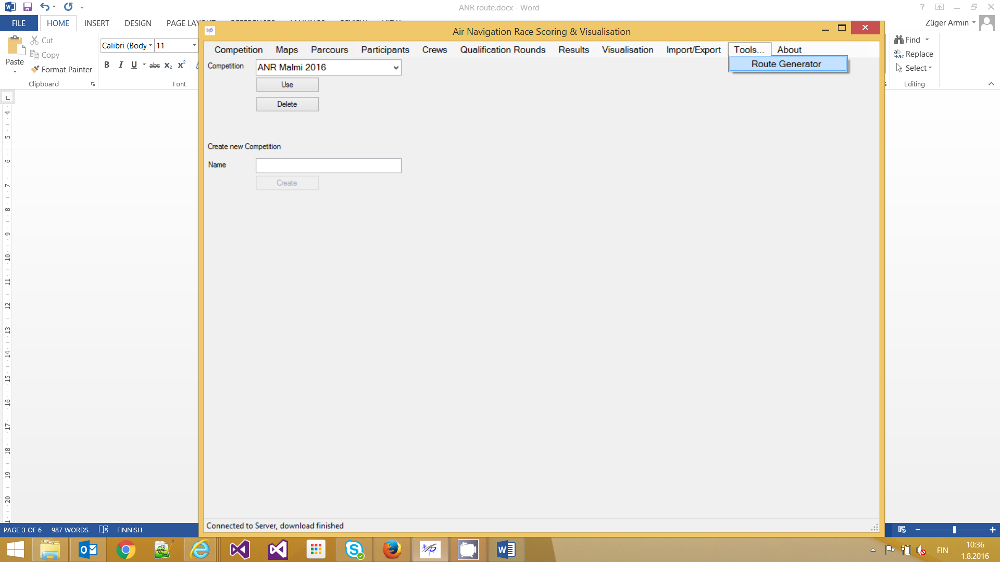 ANR route.docx - Word
FILE HOME INSERT DESIGN PAGE LAYOUT
Züger Armin
Air Navigation Race Scoring & Visualisation
Cut
Copy
Format Painter
Paste
Clipboard
Calibri (Body 11
B I U abc x₂ x²
Font
Competition Maps Parcours Participants Crews Qualification Rounds Results Visualisation Import/Export Tools... About
Route Generator
Competition ANR Malmi 2016
Use
Delete
Create new Competition
Name
Create
Find
Replace
Select
Editing
4
5
6
7
8
9
10
11
12
13
14
15
16
17
18
19
20
Connected to Server, download finished
PAGE 3 OF 6 987 WORDS FINNISH
FIN
10:36
1.8.2016